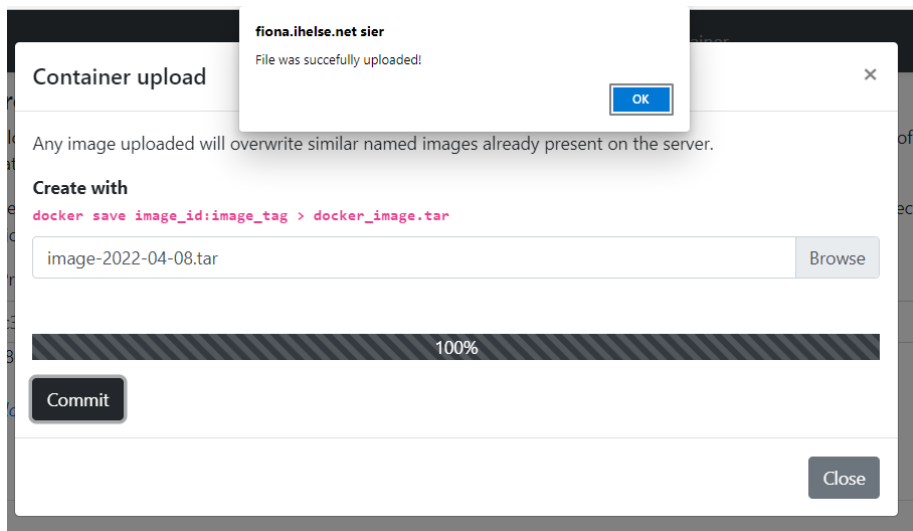 fiona.ihelse.net sier
File was succefully uploaded!
OK
Container upload
×
Any image uploaded will overwrite similar named images already present on the server.
Create with
docker save image_id:image_tag > docker_image.tar
image-2022-04-08.tar
Browse
100%
Commit
Close